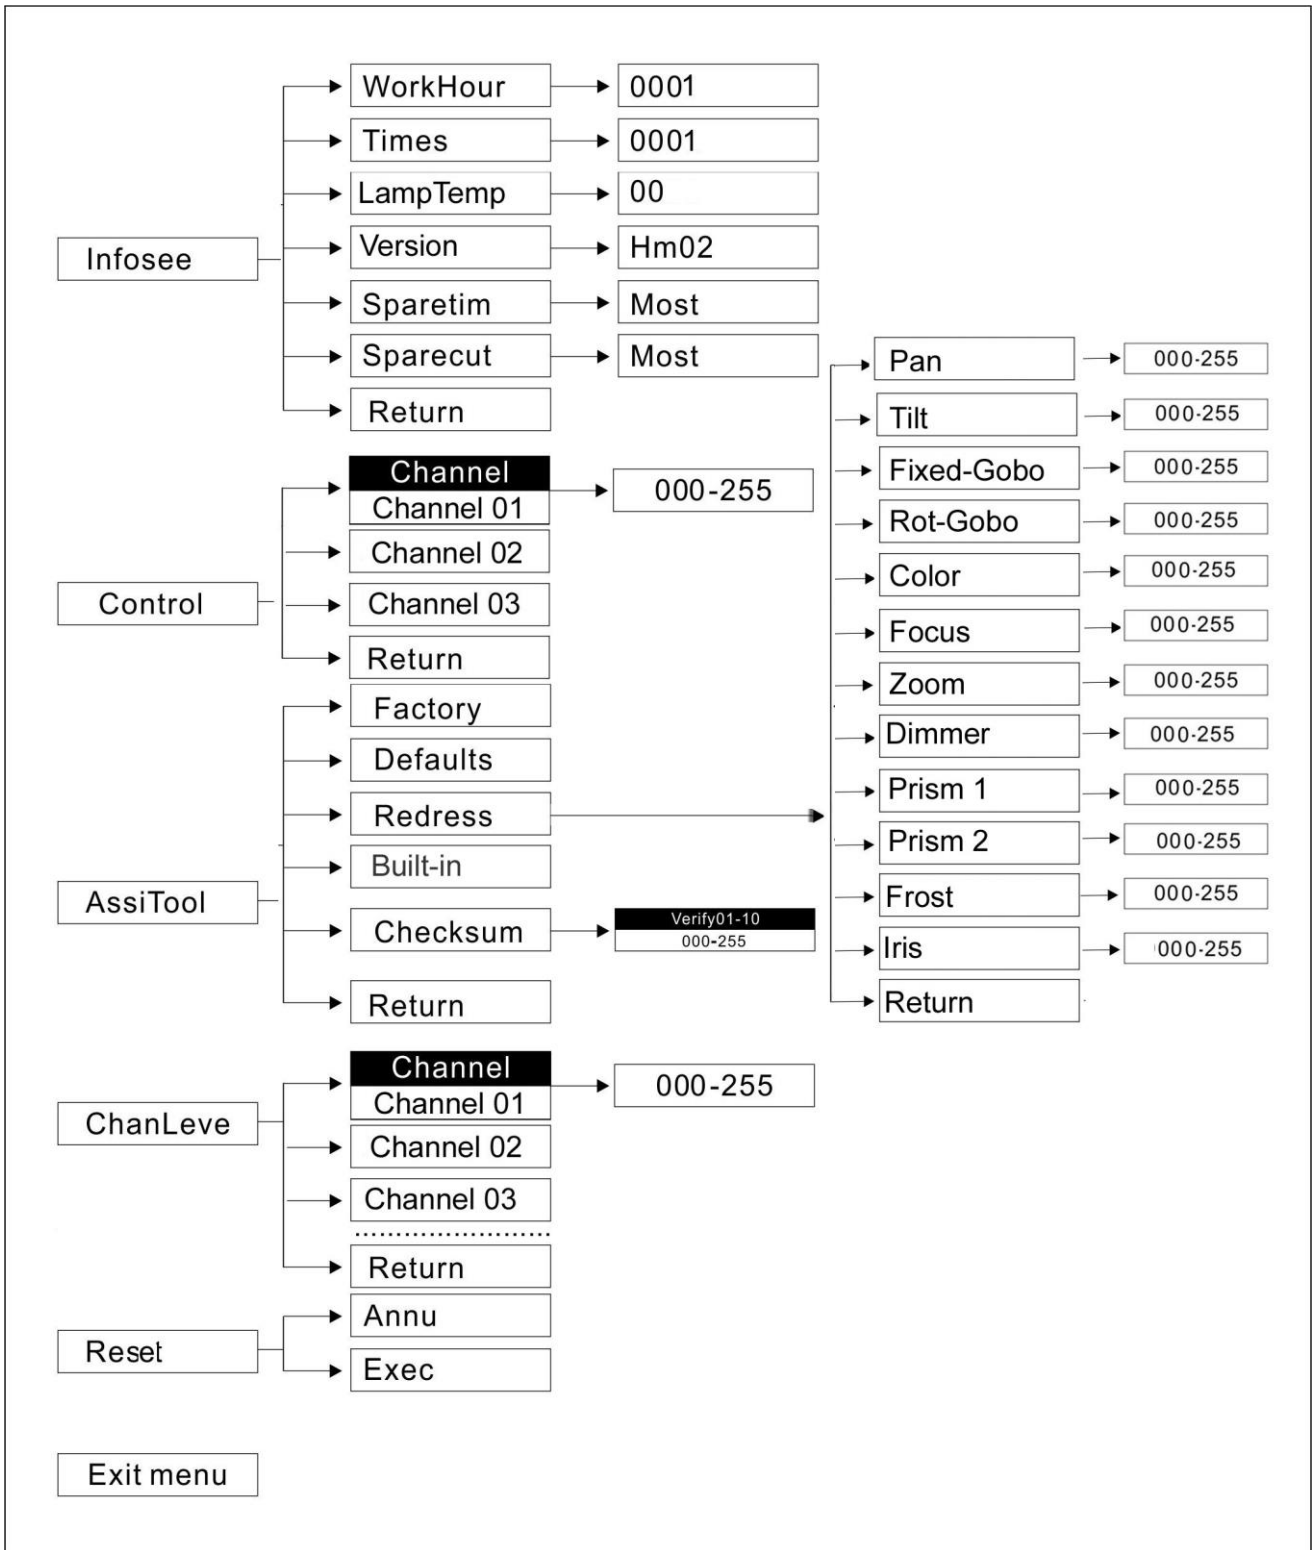 WorkHour
0001
Times
0001
LampTemp
00
Infosee
Version
Hm02
Sparetim
Most
Sparecut
Most
Return
Channel
Channel 01
000-255
Channel 02
Control
Channel 03
Return
Factory
Defaults
Redress
Built-in
AssiTool
Checksum
Verify01-10
000-255
Return
Pan
000-255
Tilt
000-255
Fixed-Gobo
000-255
Rot-Gobo
000-255
Color
000-255
Focus
000-255
Zoom
000-255
Dimmer
000-255
Prism 1
000-255
Prism 2
000-255
Frost
000-255
Iris
000-255
Return
Channel
Channel 01
000-255
ChanLeve
Channel 02
Channel 03
.......................
Return
Reset
Annu
Exec
Exit menu